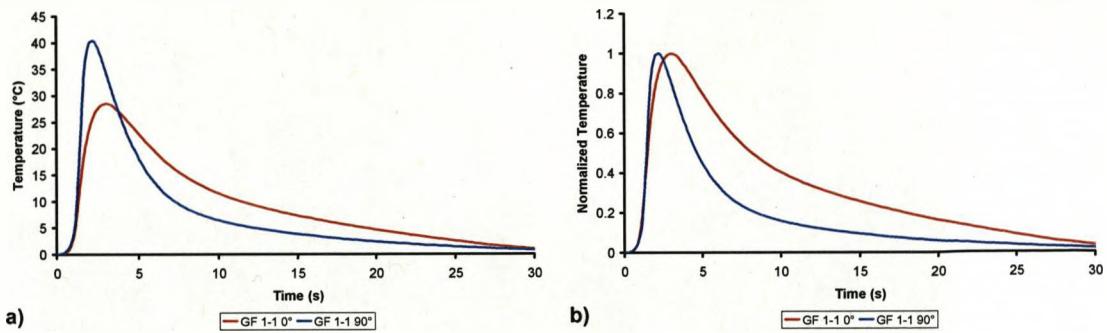 45
40
35
30
25
20
15
10
5
0
Temperature (°C)
0 5 10 15 20 25 30
Time (s)
a)
GF 1-1 0° GF 1-1 90°
1.2
1
0.8
0.6
0.4
0.2
0
Normalized Temperature
0 5 10 15 20 25 30
Time (s)
b)
GF 1-1 0° GF 1-1 90°